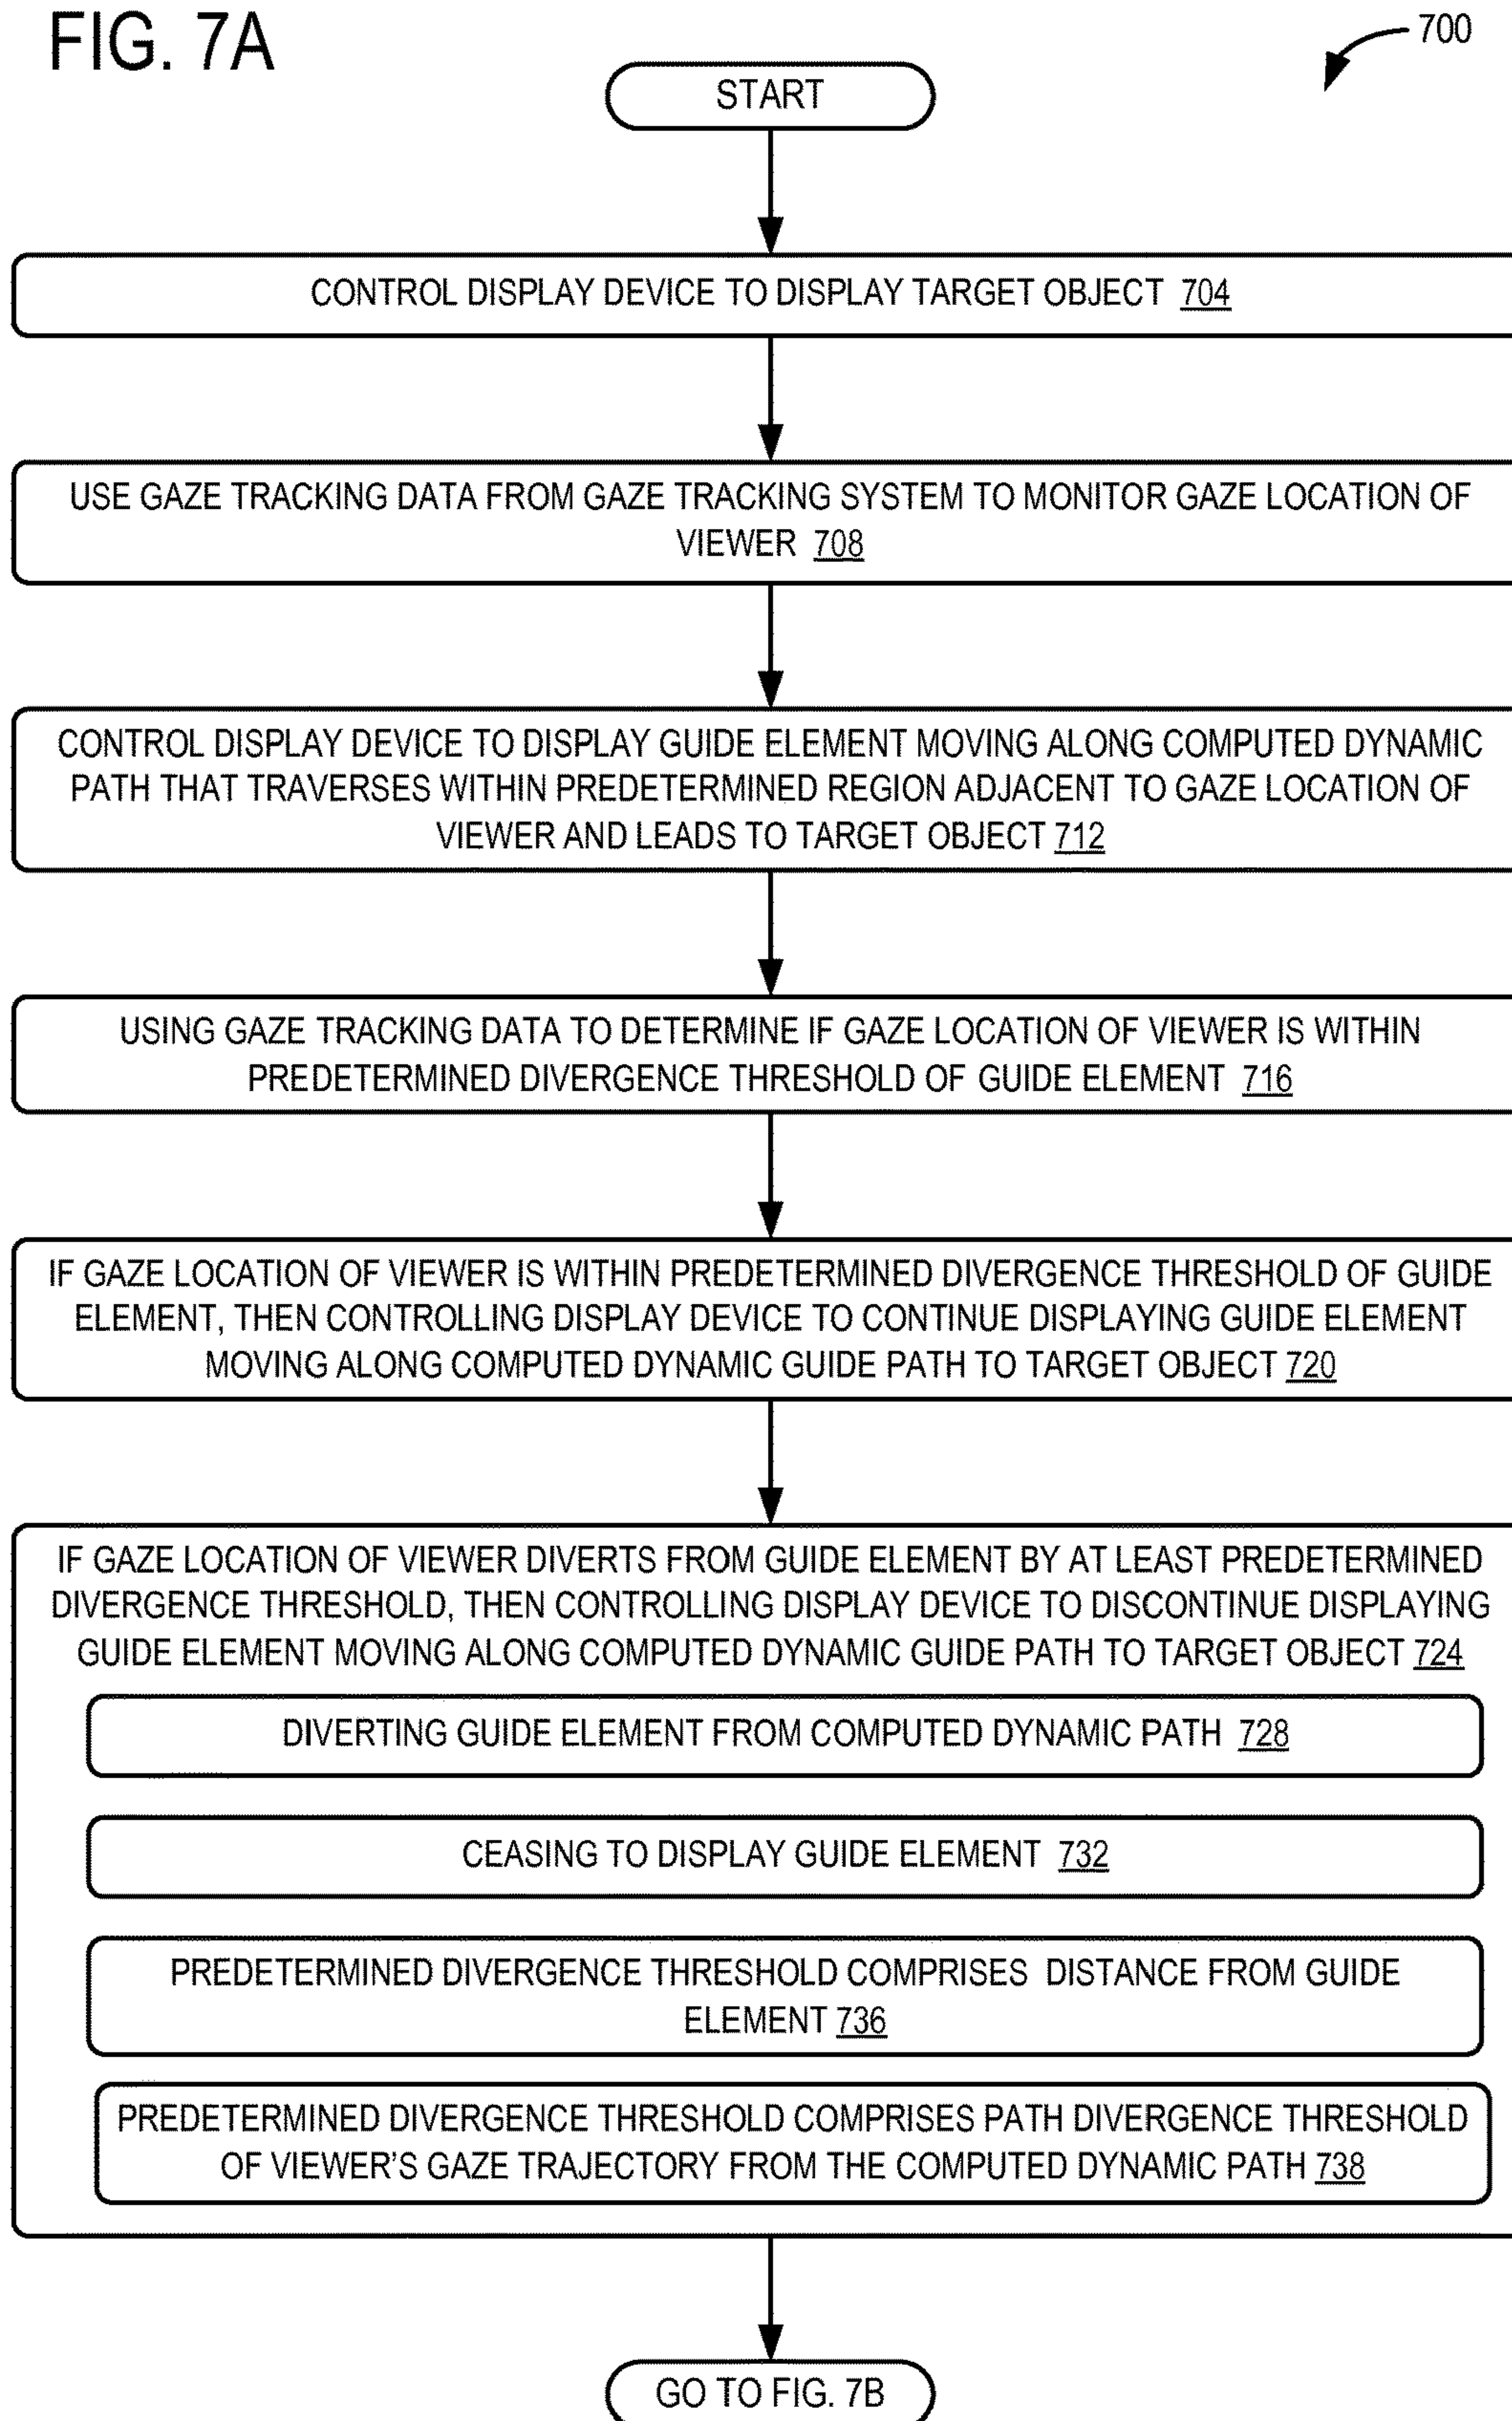 FIG. 7A
700
START
CONTROL DISPLAY DEVICE TO DISPLAY TARGET OBJECT 704
USE GAZE TRACKING DATA FROM GAZE TRACKING SYSTEM TO MONITOR GAZE LOCATION OF
VIEWER 708
CONTROL DISPLAY DEVICE TO DISPLAY GUIDE ELEMENT MOVING ALONG COMPUTED DYNAMIC
PATH THAT TRAVERSES WITHIN PREDETERMINED REGION ADJACENT TO GAZE LOCATION OF
VIEWER AND LEADS TO TARGET OBJECT 712
USING GAZE TRACKING DATA TO DETERMINE IF GAZE LOCATION OF VIEWER IS WITHIN
PREDETERMINED DIVERGENCE THRESHOLD OF GUIDE ELEMENT 716
IF GAZE LOCATION OF VIEWER IS WITHIN PREDETERMINED DIVERGENCE THRESHOLD OF GUIDE
ELEMENT, THEN CONTROLLING DISPLAY DEVICE TO CONTINUE DISPLAYING GUIDE ELEMENT
MOVING ALONG COMPUTED DYNAMIC GUIDE PATH TO TARGET OBJECT 720
IF GAZE LOCATION OF VIEWER DIVERTS FROM GUIDE ELEMENT BY AT LEAST PREDETERMINED
DIVERGENCE THRESHOLD, THEN CONTROLLING DISPLAY DEVICE TO DISCONTINUE DISPLAYING
GUIDE ELEMENT MOVING ALONG COMPUTED DYNAMIC GUIDE PATH TO TARGET OBJECT 724
DIVERTING GUIDE ELEMENT FROM COMPUTED DYNAMIC PATH 728
CEASING TO DISPLAY GUIDE ELEMENT 732
PREDETERMINED DIVERGENCE THRESHOLD COMPRISES DISTANCE FROM GUIDE
ELEMENT 736
PREDETERMINED DIVERGENCE THRESHOLD COMPRISES PATH DIVERGENCE THRESHOLD
OF VIEWER'S GAZE TRAJECTORY FROM THE COMPUTED DYNAMIC PATH 738
GO TO FIG. 7B